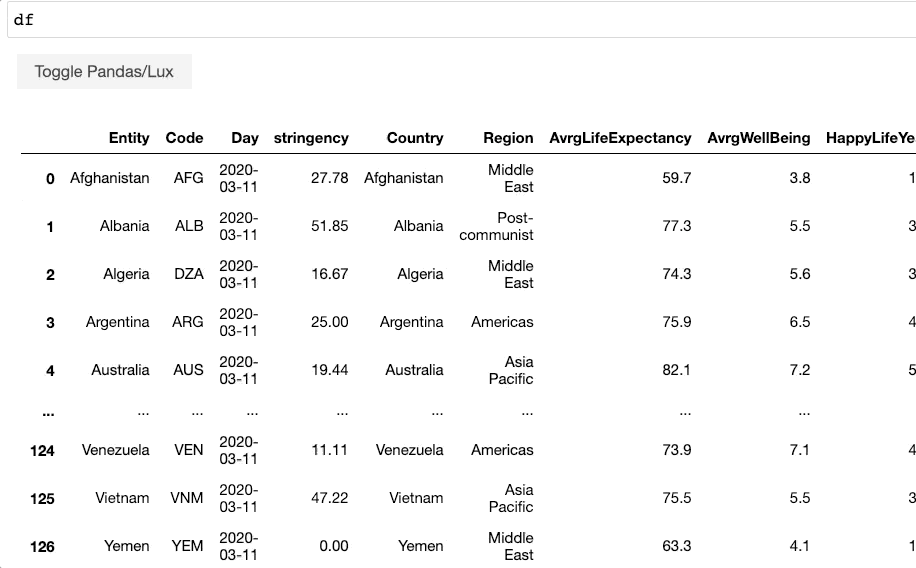 df
Toggle Pandas/Lux
Entity Code Day stringency Country Region AvrgLifeExpectancy AvrgWellBeing HappyLifeYe
0 Afghanistan AFG 2020-03-11 27.78 Afghanistan Middle East 59.7 3.8 1
1 Albania ALB 2020-03-11 51.85 Albania Post-communist 77.3 5.5 3
2 Algeria DZA 2020-03-11 16.67 Algeria Middle East 74.3 5.6 3
3 Argentina ARG 2020-03-11 25.00 Argentina Americas 75.9 6.5 4
4 Australia AUS 2020-03-11 19.44 Australia Asia Pacific 82.1 7.2 5
... ... ... ... ... ... ... ... ...
124 Venezuela VEN 2020-03-11 11.11 Venezuela Americas 73.9 7.1 4
125 Vietnam VNM 2020-03-11 47.22 Vietnam Asia Pacific 75.5 5.5 3
126 Yemen YEM 2020-03-11 0.00 Yemen Middle East 63.3 4.1 1